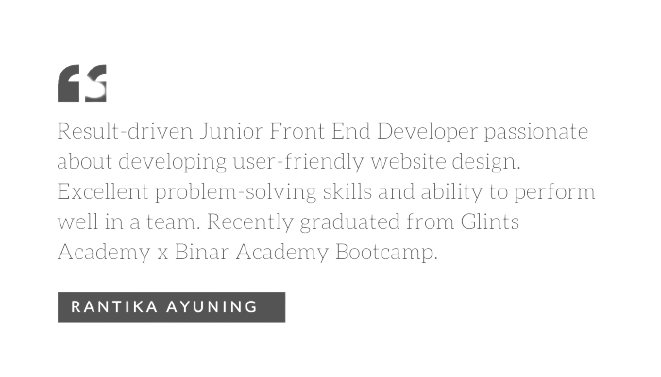 Result-driven Junior Front End Developer passionate
about developing user-friendly website design.
Excellent problem-solving skills and ability to perform
well in a team. Recently graduated from Glints
Academy x Binar Academy Bootcamp.
RANTIKA AYUNING